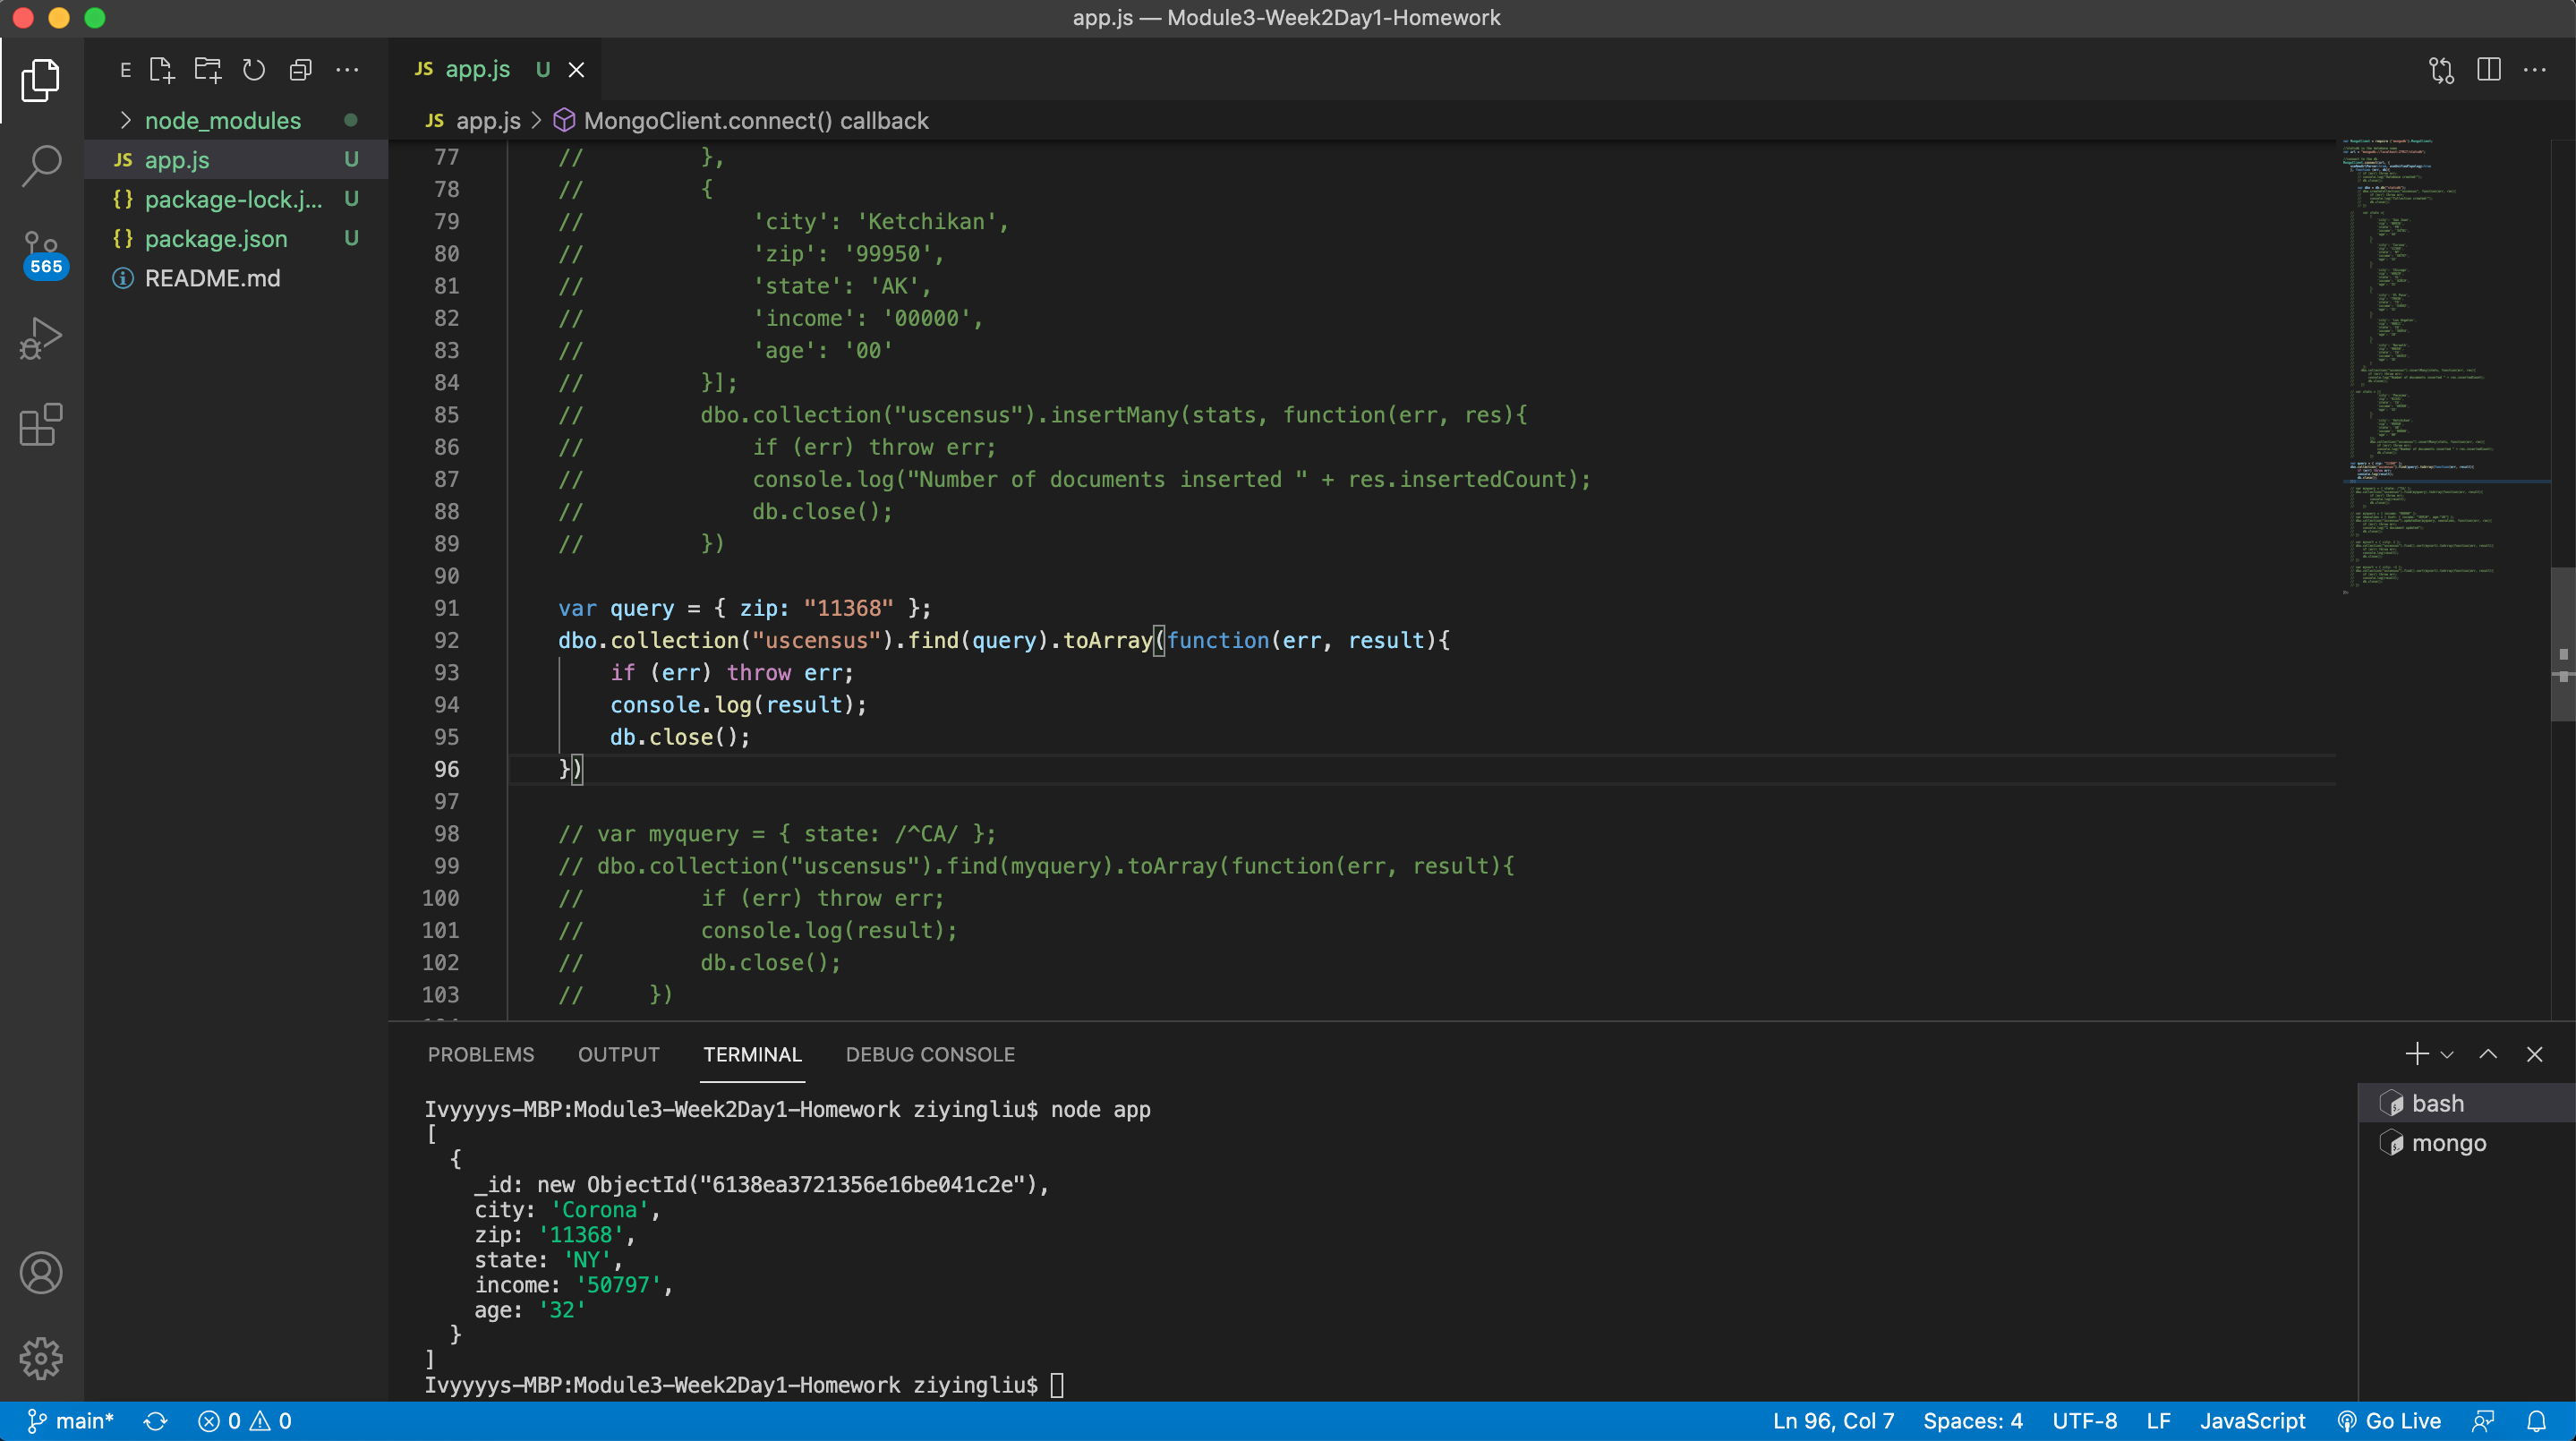 app.js — Module3-Week2Day1-Homework
E
JS app.js U
node_modules
JS app.js U
{} package-lock.j... U
{} package.json U
README.md
565
JS app.js > MongoClient.connect() callback
77 //         },
78 //         {
79 //             'city': 'Ketchikan',
80 //             'zip': '99950',
81 //             'state': 'AK',
82 //             'income': '00000',
83 //             'age': '00'
84 //         }];
85 //         dbo.collection("uscensus").insertMany(stats, function(err, res){
86 //             if (err) throw err;
87 //             console.log("Number of documents inserted " + res.insertedCount);
88 //             db.close();
89 //         })
90
91 var query = { zip: "11368" };
92 dbo.collection("uscensus").find(query).toArray(function(err, result){
93     if (err) throw err;
94     console.log(result);
95     db.close();
96 })
97
98 // var myquery = { state: /^CA/ };
99 // dbo.collection("uscensus").find(myquery).toArray(function(err, result){
100 //         if (err) throw err;
101 //         console.log(result);
102 //         db.close();
103 //     })
PROBLEMS OUTPUT TERMINAL DEBUG CONSOLE
Ivyyyys-MBP:Module3-Week2Day1-Homework ziyingliu$ node app
[
  {
    _id: new ObjectId("6138ea3721356e16be041c2e"),
    city: 'Corona',
    zip: '11368',
    state: 'NY',
    income: '50797',
    age: '32'
  }
]
Ivyyyys-MBP:Module3-Week2Day1-Homework ziyingliu$
bash
mongo
main* 0 0 Ln 96, Col 7 Spaces: 4 UTF-8 LF JavaScript Go Live